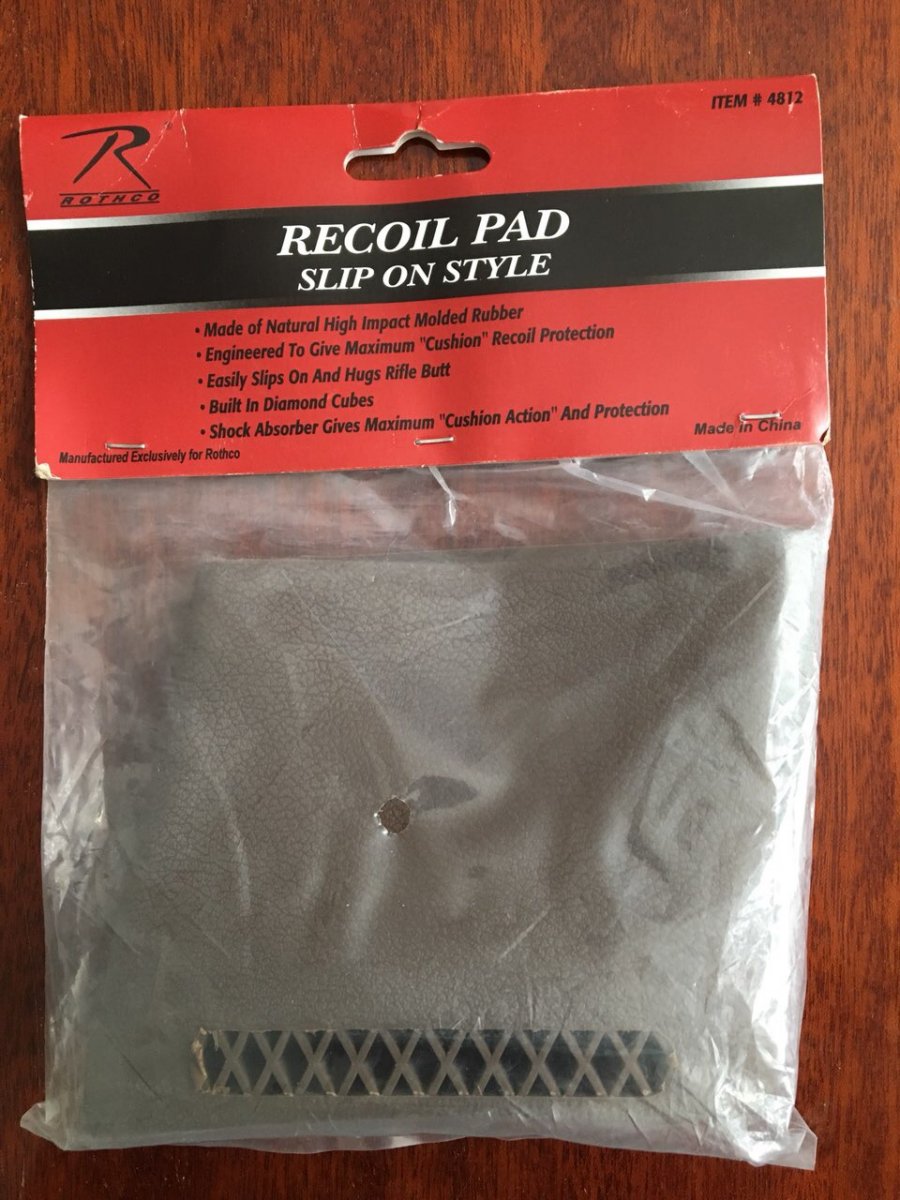 ITEM # 4812
R
ROTHCO
RECOIL PAD
SLIP ON STYLE
• Made of Natural High Impact Molded Rubber
• Engineered To Give Maximum "Cushion" Recoil Protection
• Easily Slips On And Hugs Rifle Butt
• Built In Diamond Cubes
• Shock Absorber Gives Maximum "Cushion Action" And Protection
Made in China
Manufactured Exclusively for Rothco